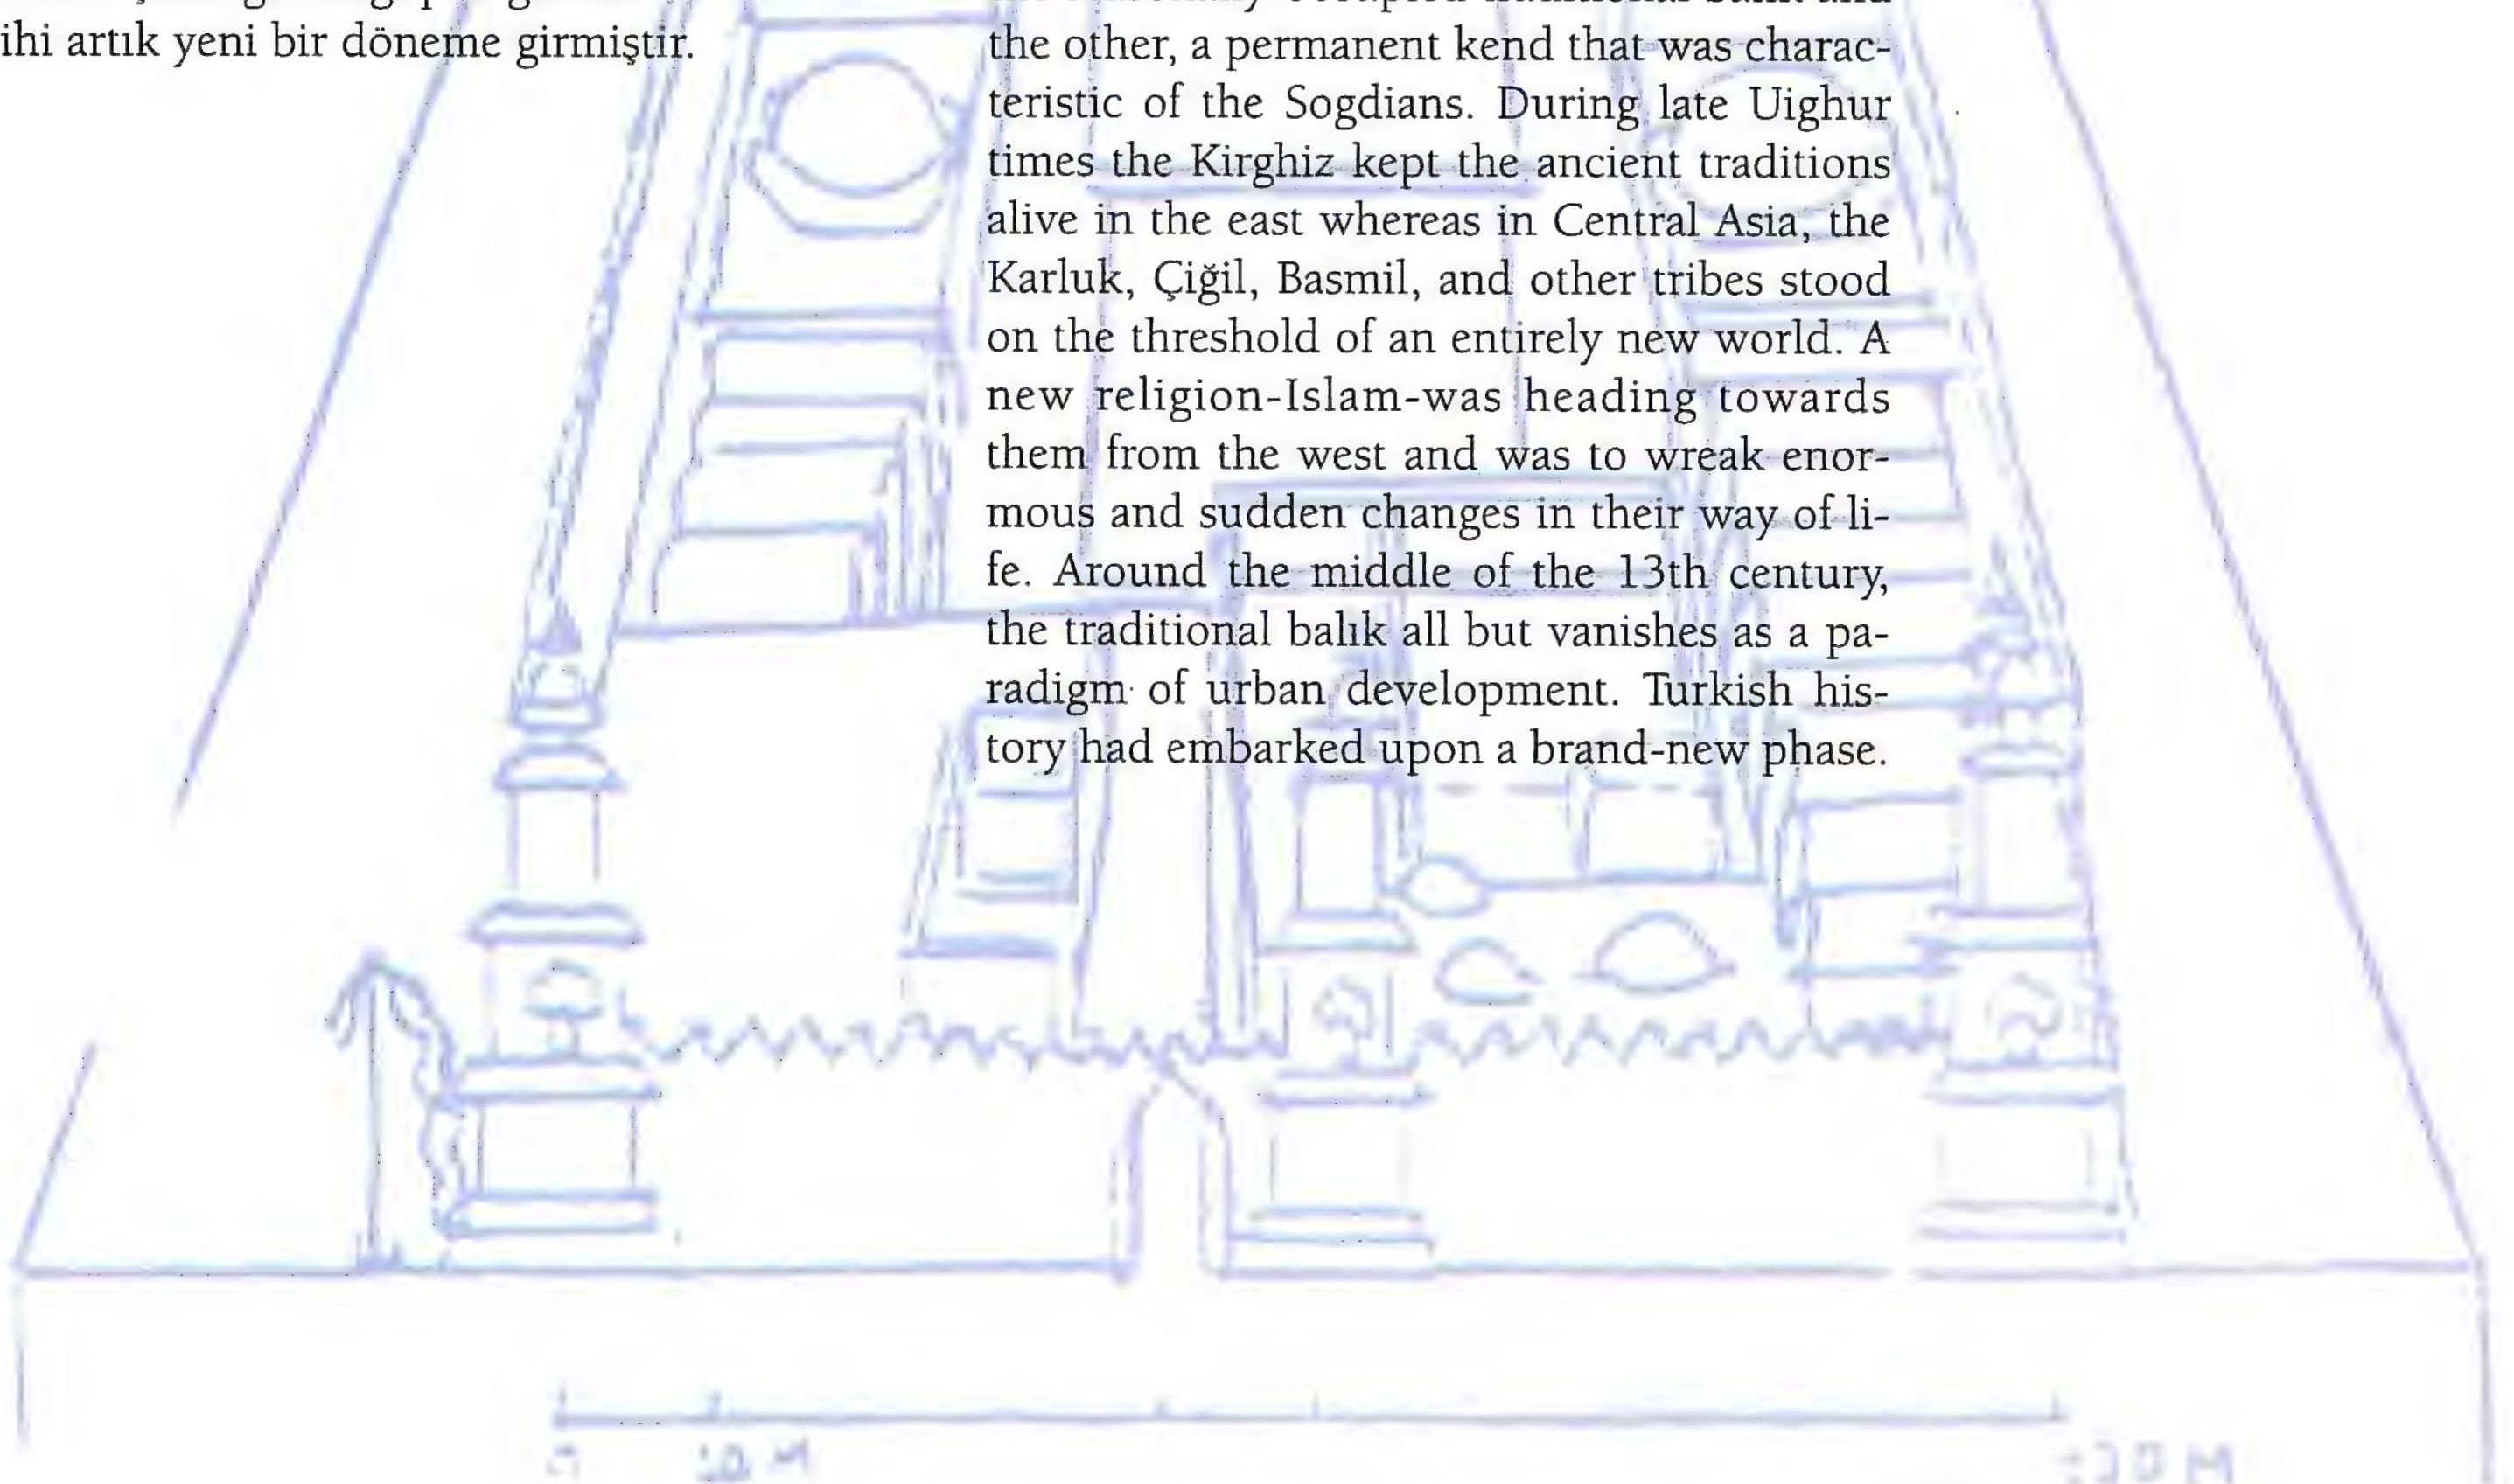 ihi artık yeni bir döneme girmiştir.
the other, a permanent kend that was charac-
teristic of the Sogdians. During late Uighur
times the Kirghiz kept the ancient traditions
alive in the east whereas in Central Asia, the
Karluk, Çiğil, Basmil, and other tribes stood
on the threshold of an entirely new world. A
new religion-Islam-was heading towards
them from the west and was to wreak enor-
mous and sudden changes in their way of li-
fe. Around the middle of the 13th century,
the traditional balık all but vanishes as a pa-
radigm of urban development. Turkish his-
tory had embarked upon a brand-new phase.